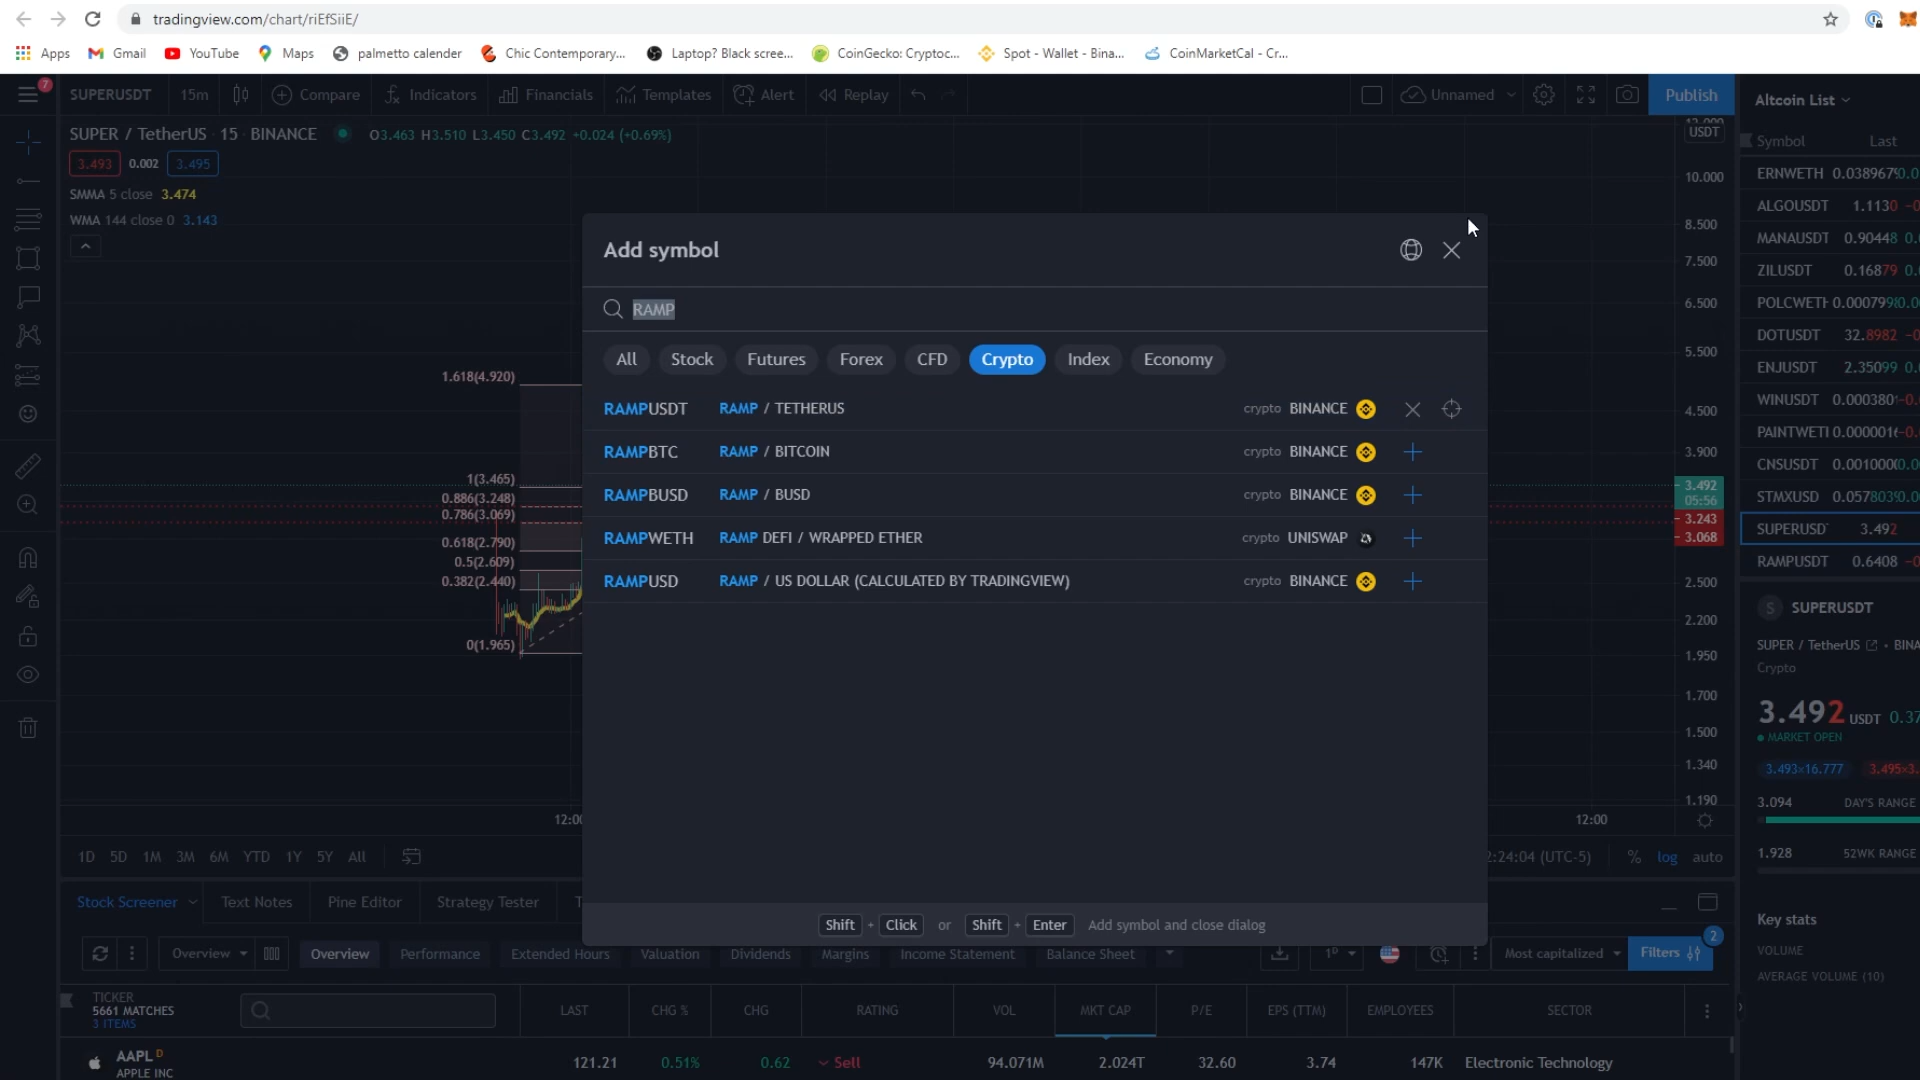 tradingview.com/chart/riEfSiiE/
Apps Gmail YouTube Maps palmetto calender Chic Contemporary... Laptop? Black scree... CoinGecko: Cryptoc... Spot - Wallet - Bina... CoinMarketCal - Cr...
7
SUPERUSDT 15m Compare Indicators Financials Templates Alert Replay Unnamed Publish
Altcoin List
SUPER / TetherUS · 15 · BINANCE O3.463 H3.510 L3.450 C3.492 +0.024 (+0.69%)
3.493 0.002 3.495
SMMA 5 close 3.474
WMA 144 close 0 3.143
USDT
10.000
8.500
7.500
6.500
5.500
4.500
3.900
3.492
05:56
3.243
3.068
2.500
2.200
1.950
1.700
1.500
1.340
1.190
1.618(4.920)
1(3.465)
0.886(3.248)
0.786(3.069)
0.618(2.790)
0.5(2.609)
0.382(2.440)
0(1.965)
Add symbol
RAMP
All Stock Futures Forex CFD Crypto Index Economy
RAMPUSDT RAMP / TETHERUS crypto BINANCE
RAMPBTC RAMP / BITCOIN crypto BINANCE
RAMPBUSD RAMP / BUSD crypto BINANCE
RAMPWETH RAMP DEFI / WRAPPED ETHER crypto UNISWAP
RAMPUSD RAMP / US DOLLAR (CALCULATED BY TRADINGVIEW) crypto BINANCE
Shift + Click or Shift + Enter Add symbol and close dialog
Symbol Last
ERNWETH
ALGOUSDT 1.1130
MANAUSDT 0.90448
ZILUSDT 0.16879
POLCWETH
DOTUSDT 32.8982
ENJUSDT 2.35099
WINUSDT
PAINTWET
CNSUSDT
STMXUSD
SUPERUSD 3.492
RAMPUSDT 0.6408
S SUPERUSDT
SUPER / TetherUS • BINA
Crypto
3.492 USDT 0.37
MARKET OPEN
3.493×16.777 3.495×3.
3.094 DAY'S RANGE
1.928 52WK RANGE
Key stats
VOLUME
AVERAGE VOLUME (10)
12:00
1D 5D 1M 3M 6M YTD 1Y 5Y All 2:24:04 (UTC-5) % log auto
Stock Screener Text Notes Pine Editor Strategy Tester T
Overview Overview Performance Extended Hours Valuation Dividends Margins Income Statement Balance Sheet 1D Most capitalized Filters 2
TICKER
5661 MATCHES
3 ITEMS
LAST CHG % CHG RATING VOL MKT CAP P/E EPS (TTM) EMPLOYEES SECTOR
AAPL D 121.21 0.51% 0.62 Sell 94.071M 2.024T 32.60 3.74 147K Electronic Technology
APPLE INC